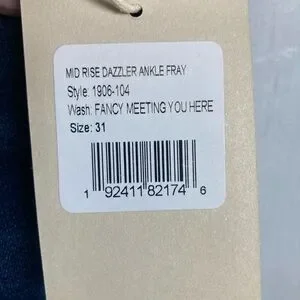 MID RISE DAZZLER ANKLE FRAY
Style: 1906-104
Wash: FANCY MEETING YOU HERE
Size: 31
1 92411 82174 6